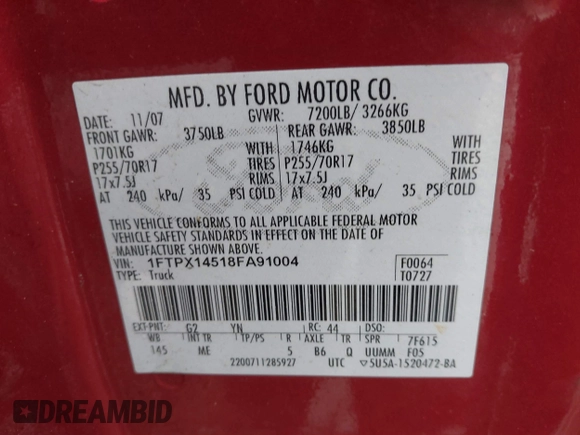 MFD. BY FORD MOTOR CO.
DATE: 11/07 GVWR: 7200LB/ 3266KG
FRONT GAWR: 3750LB REAR GAWR: 3850LB
1701KG WITH 1746KG WITH
P255/70R17 TIRES P255/70R17 TIRES
17x7.5J RIMS 17x7.5J RIMS
AT 240 kPa/ 35 PSI COLD AT 240 kPa/ 35 PSI COLD
THIS VEHICLE CONFORMS TO ALL APPLICABLE FEDERAL MOTOR
VEHICLE SAFETY STANDARDS IN EFFECT ON THE DATE OF
MANUFACTURE SHOWN ABOVE.
VIN: 1FTPX14518FA91004 F0064
TYPE: Truck T0727
EXT PNT: G2 YN RC: 44 DSO:
WB INT TR TP/PS R AXLE TR SPR 7F615
145 ME 5 B6 Q UUMM F05
2200711285927 UTC 5U5A-1520472-BA
Ford
DREAMBID